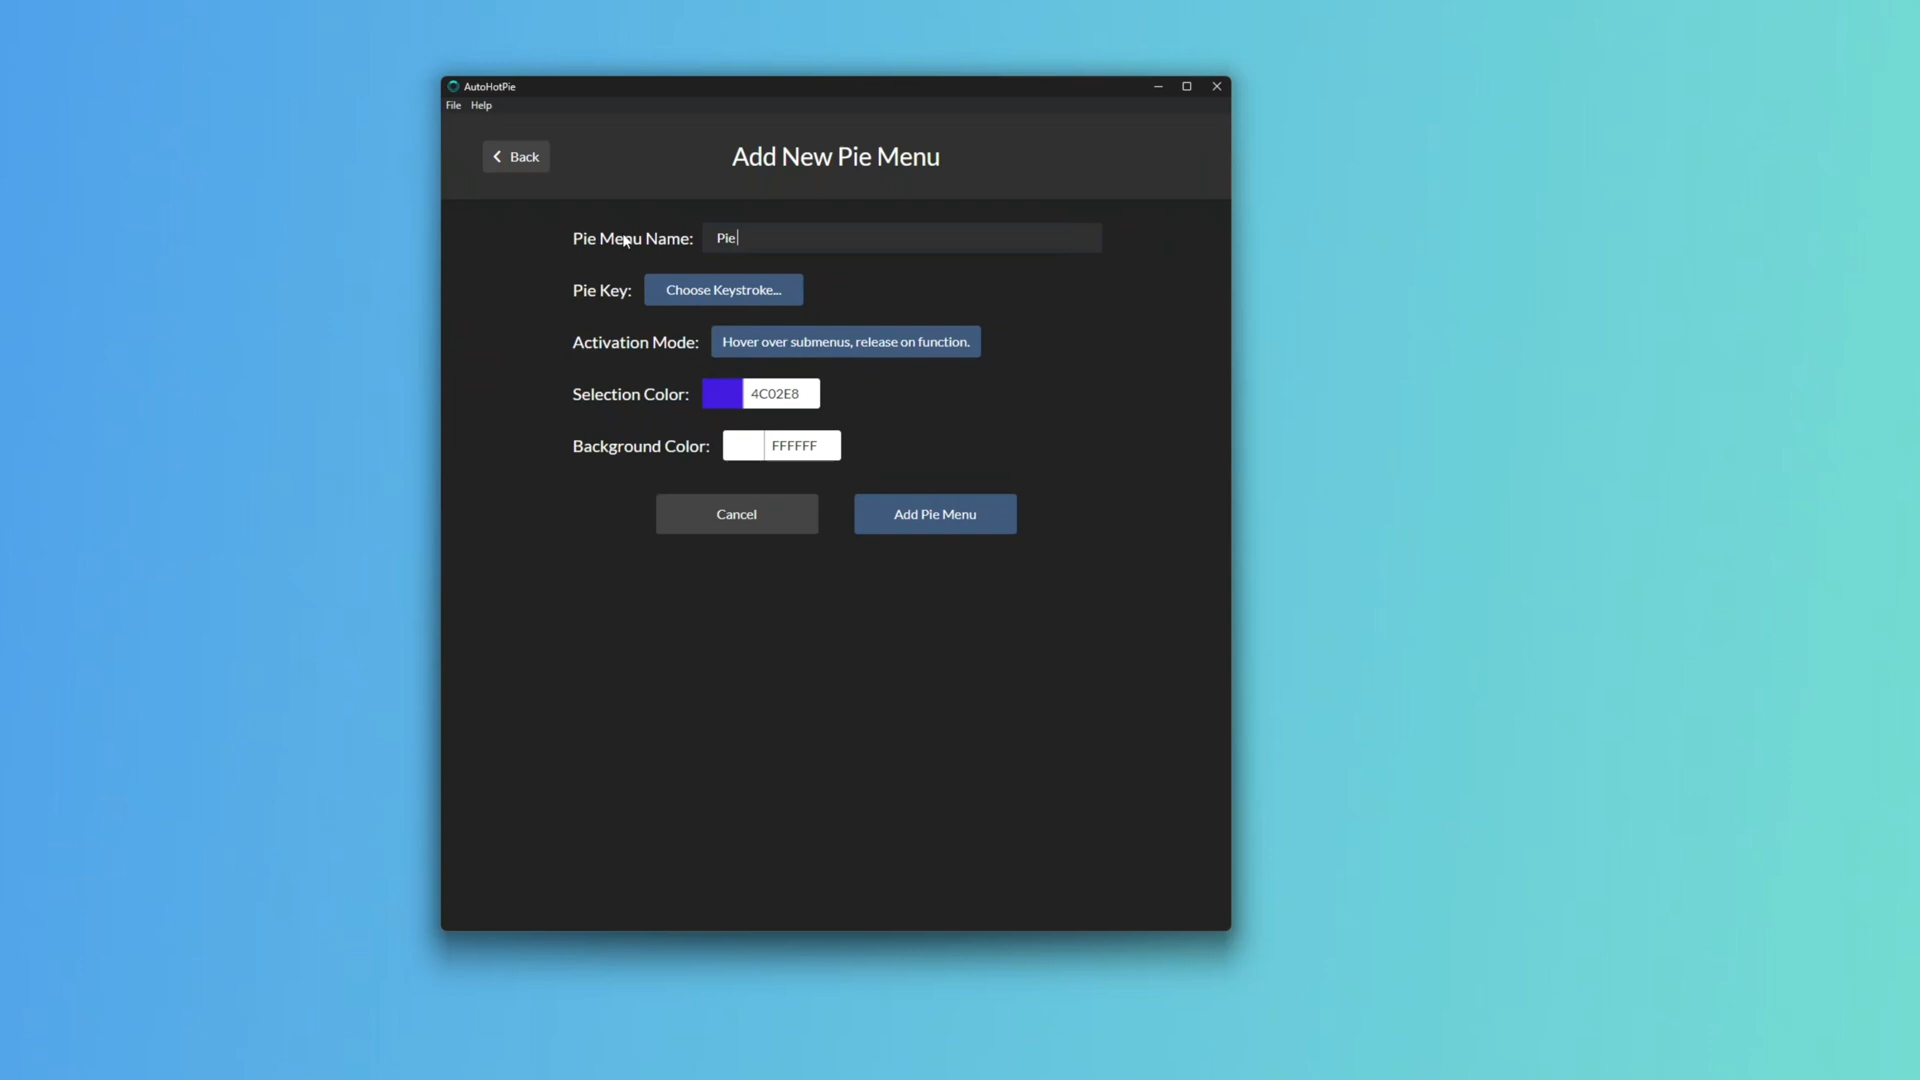 AutoHotPie
File Help
Back
Add New Pie Menu
Pie Menu Name: Pie
Pie Key: Choose Keystroke...
Activation Mode: Hover over submenus, release on function.
Selection Color: 4C02E8
Background Color: FFFFFF
Cancel Add Pie Menu